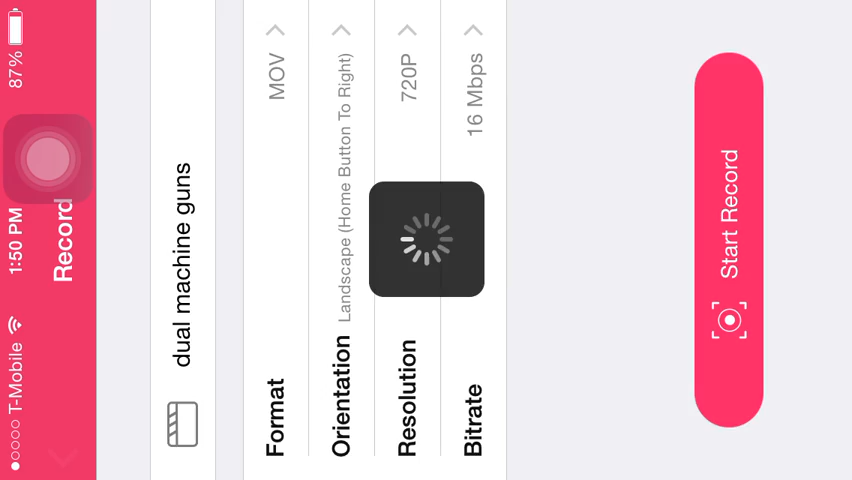 T-Mobile 1:50 PM 87%
Record
dual machine guns
Format MOV
Orientation Landscape (Home Button To Right)
Resolution 720P
Bitrate 16 Mbps
Start Record